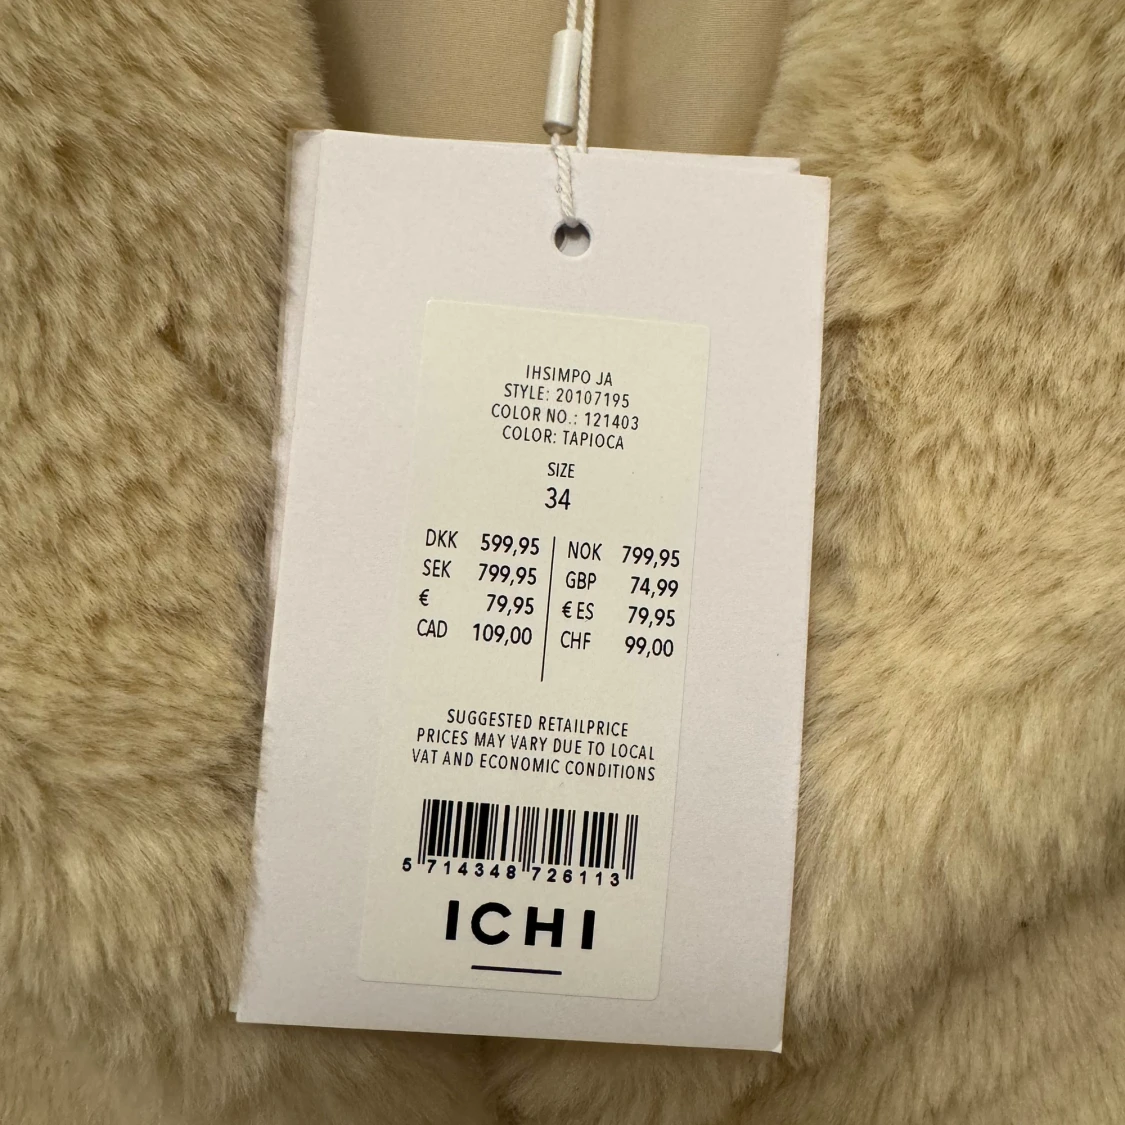 IHSIMPO JA
STYLE: 20107195
COLOR NO.: 121403
COLOR: TAPIOCA
SIZE
34
DKK 599,95 NOK 799,95
SEK 799,95 GBP 74,99
€ 79,95 € ES 79,95
CAD 109,00 CHF 99,00
SUGGESTED RETAILPRICE
PRICES MAY VARY DUE TO LOCAL
VAT AND ECONOMIC CONDITIONS
5 714348 726113
ICHI